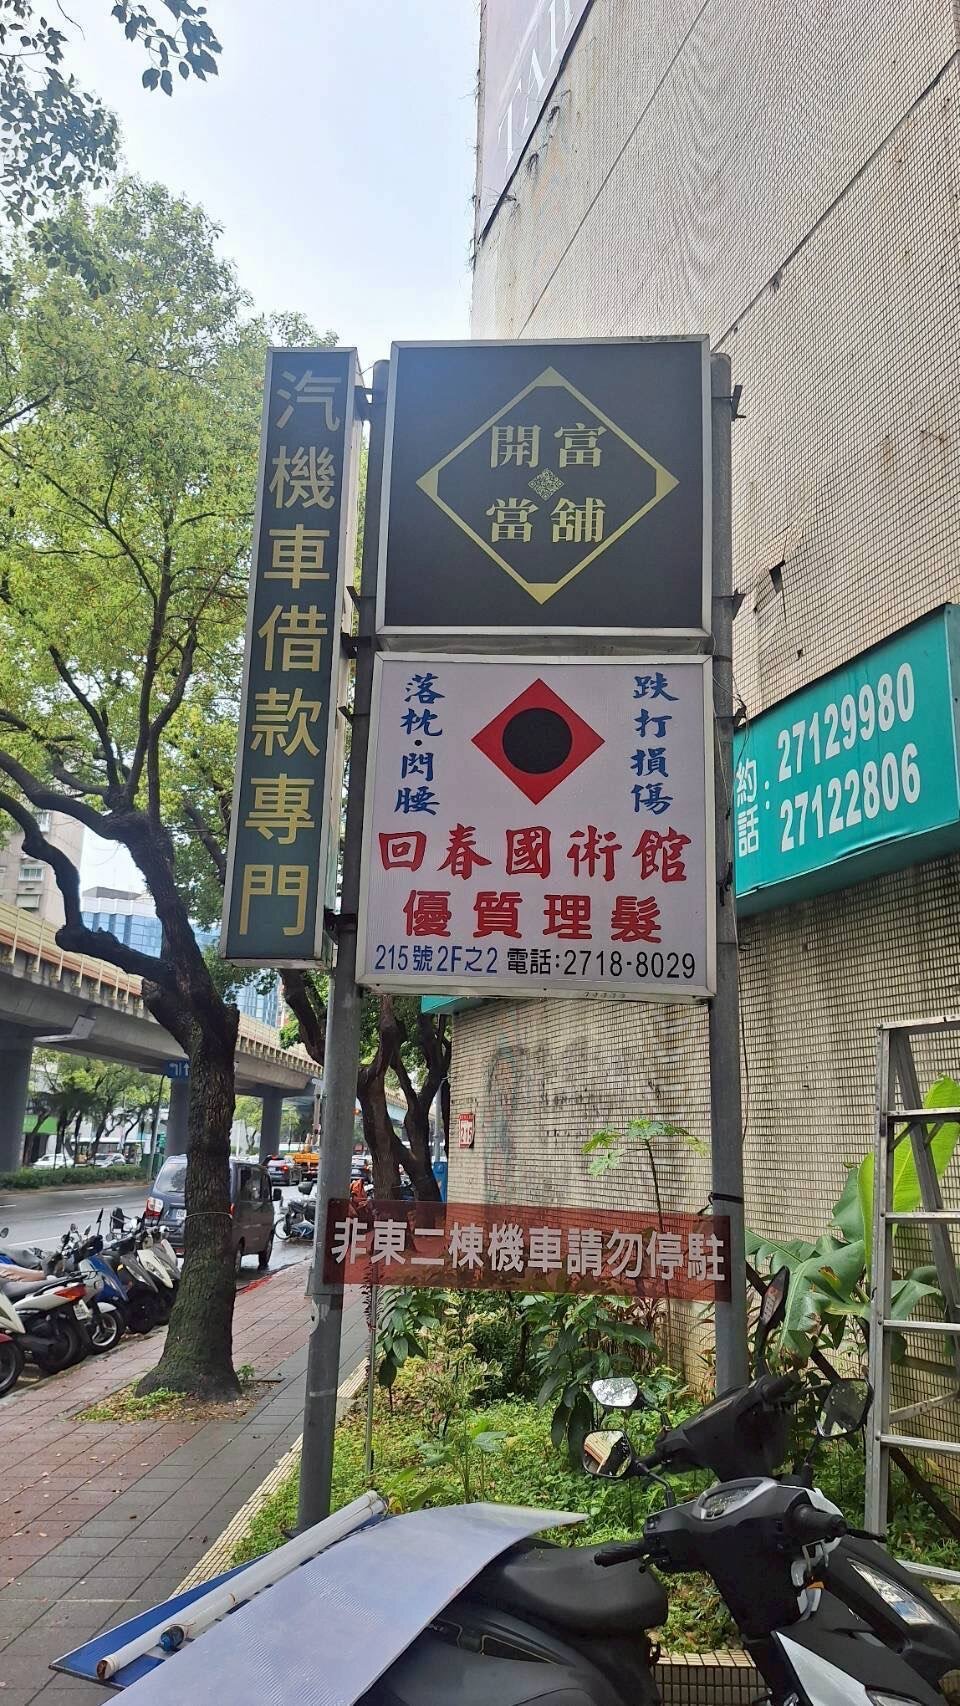 汽機車借款專門
開富
當舖
跌打損傷
落枕·閃腰
回春國術館
優質理髮
215號2F之2 電話:2718-8029
約 : 27129980
話 27122806
非東二棟機車請勿停駐